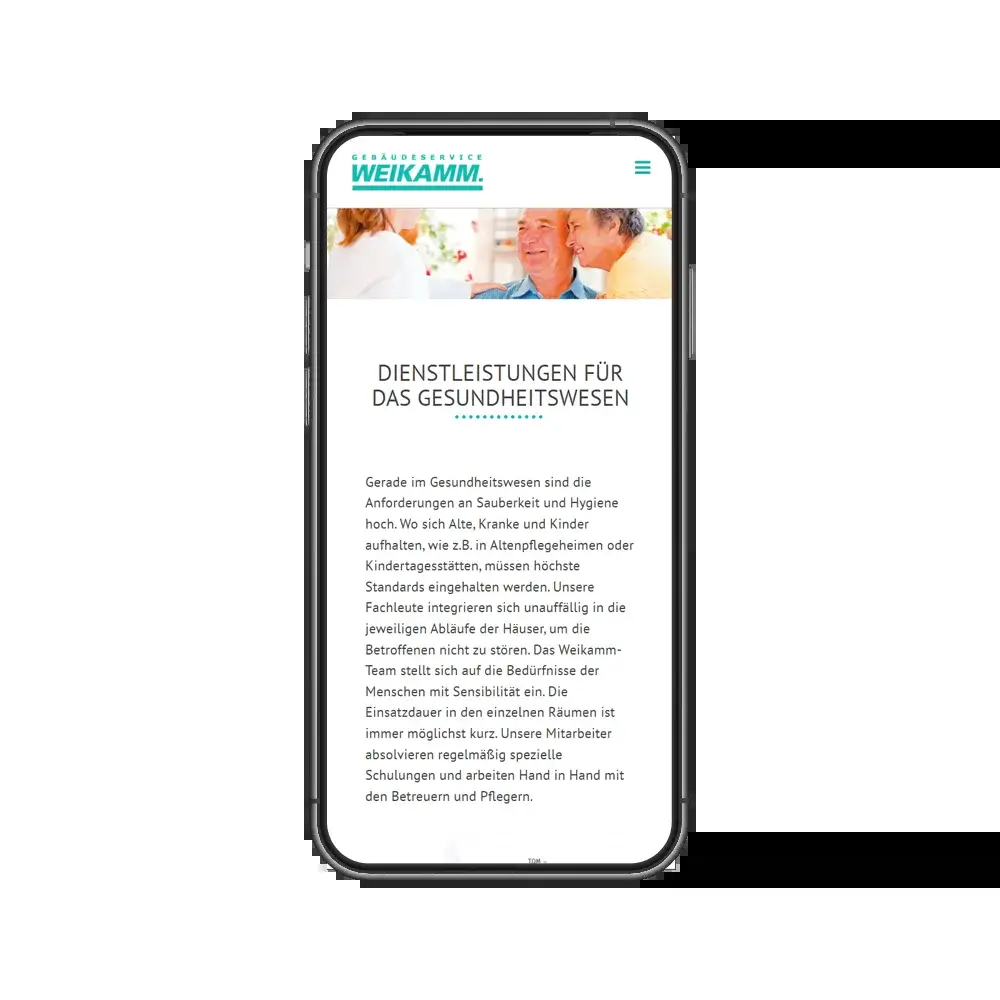 GEBÄUDESERVICE
WEIKAMM.
DIENSTLEISTUNGEN FÜR
DAS GESUNDHEITSWESEN
Gerade im Gesundheitswesen sind die
Anforderungen an Sauberkeit und Hygiene
hoch. Wo sich Alte, Kranke und Kinder
aufhalten, wie z.B. in Altenpflegeheimen oder
Kindertagesstätten, müssen höchste
Standards eingehalten werden. Unsere
Fachleute integrieren sich unauffällig in die
jeweiligen Abläufe der Häuser, um die
Betroffenen nicht zu stören. Das Weikamm-
Team stellt sich auf die Bedürfnisse der
Menschen mit Sensibilität ein. Die
Einsatzdauer in den einzelnen Räumen ist
immer möglichst kurz. Unsere Mitarbeiter
absolvieren regelmäßig spezielle
Schulungen und arbeiten Hand in Hand mit
den Betreuern und Pflegern.